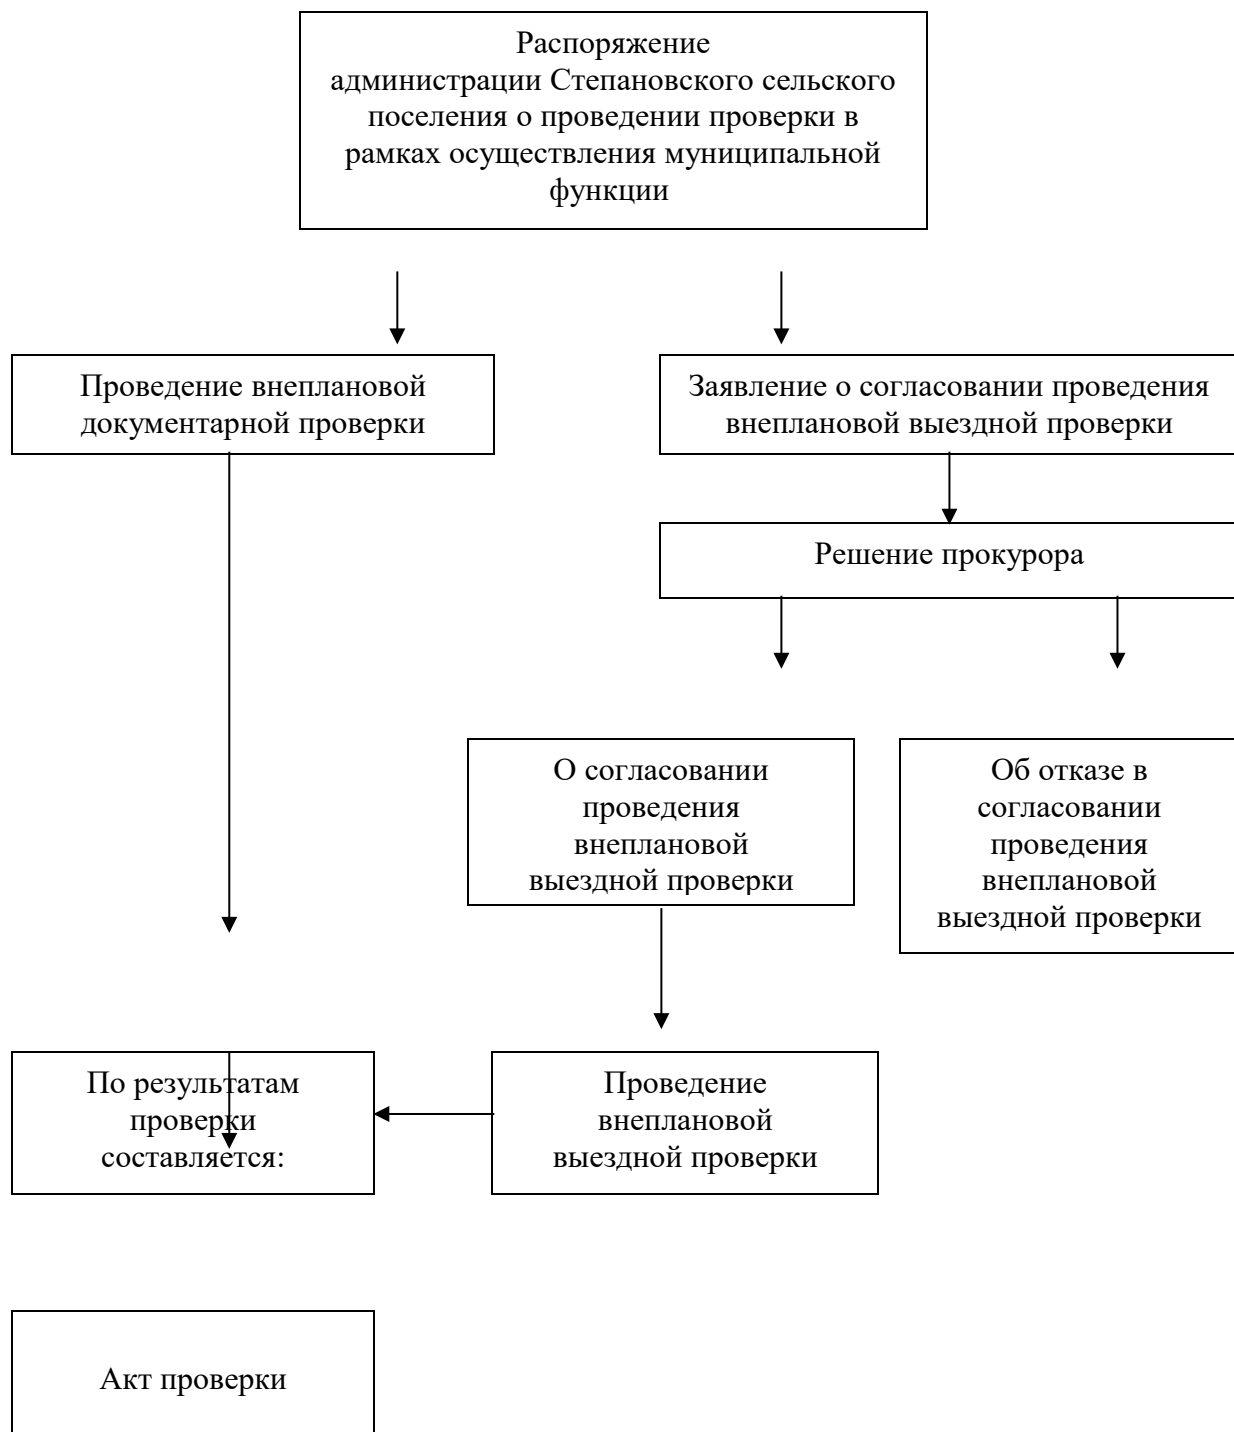 Распоряжение
администрации Степановского сельского
поселения о проведении проверки в
рамках осуществления муниципальной
функции
Проведение внеплановой
документарной проверки
Заявление о согласовании проведения
внеплановой выездной проверки
Решение прокурора
О согласовании
проведения
внеплановой
выездной проверки
Об отказе в
согласовании
проведения
внеплановой
выездной проверки
По результатам
проверки
составляется:
Проведение
внеплановой
выездной проверки
Акт проверки